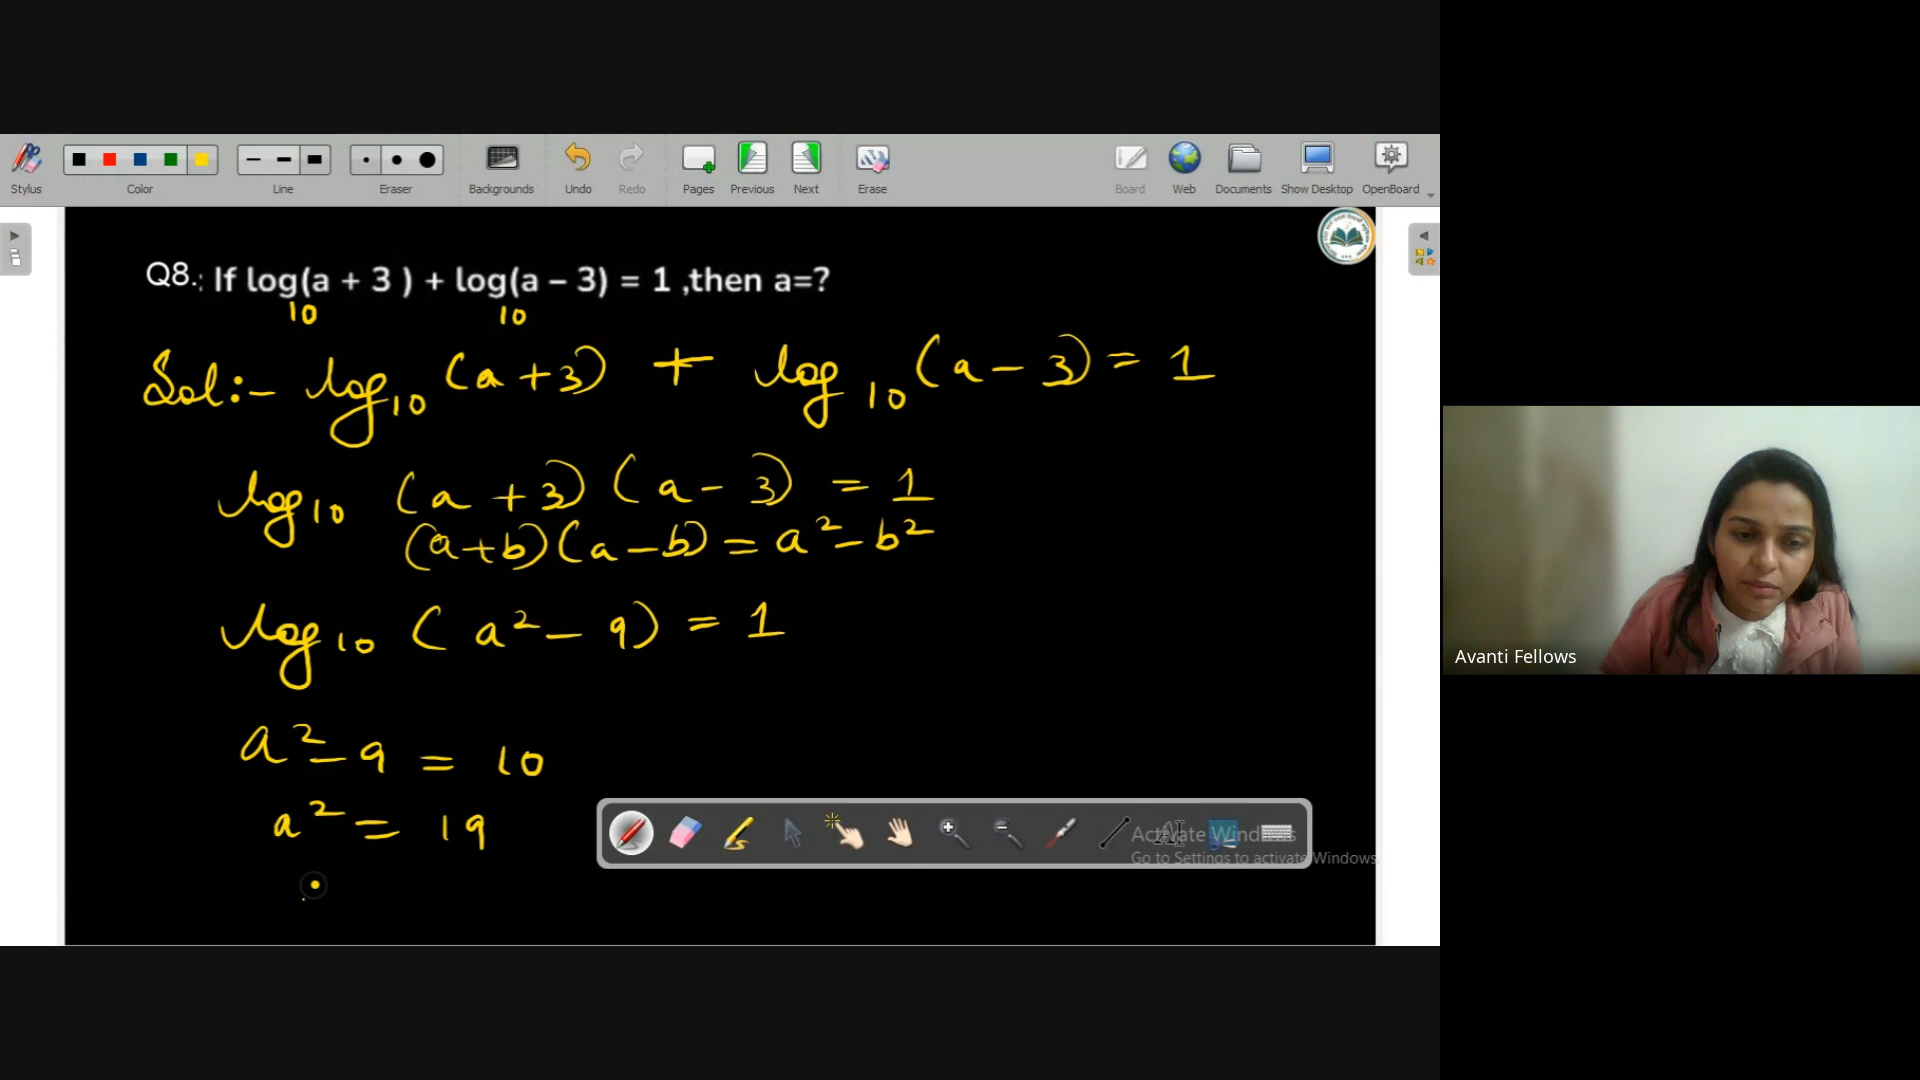 Stylus Color Line Eraser Backgrounds Undo Redo Pages Previous Next Erase Board Web Documents Show Desktop OpenBoard
Q8.: If log(a + 3 ) + log(a – 3) = 1 ,then a=?
10 10
Sol:- log₁₀ (a + 3) + log₁₀ (a - 3) = 1
log₁₀ (a + 3) (a - 3) = 1
(a+b)(a-b) = a² - b²
log₁₀ (a² - 9) = 1
a² - 9 = 10
a² = 19
Activate Windows
Go to Settings to activate Windows.
Avanti Fellows